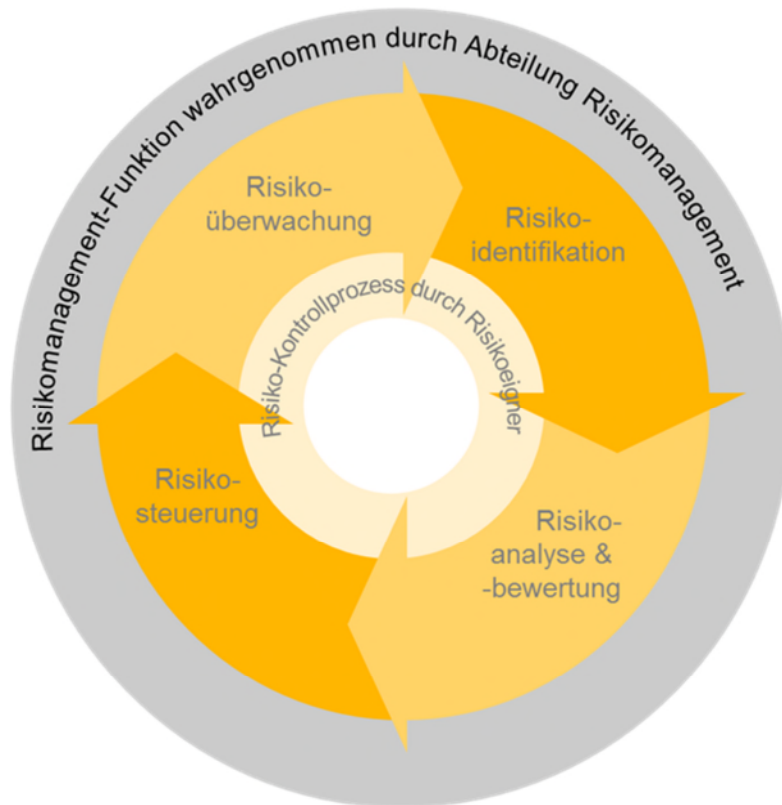 Risikomanagement-Funktion wahrgenommen durch Abteilung Risikomanagement
Risiko-
überwachung
Risiko-
identifikation
Risiko-Kontrollprozess durch Risikoeigner
Risiko-
steuerung
Risiko-
analyse &
-bewertung